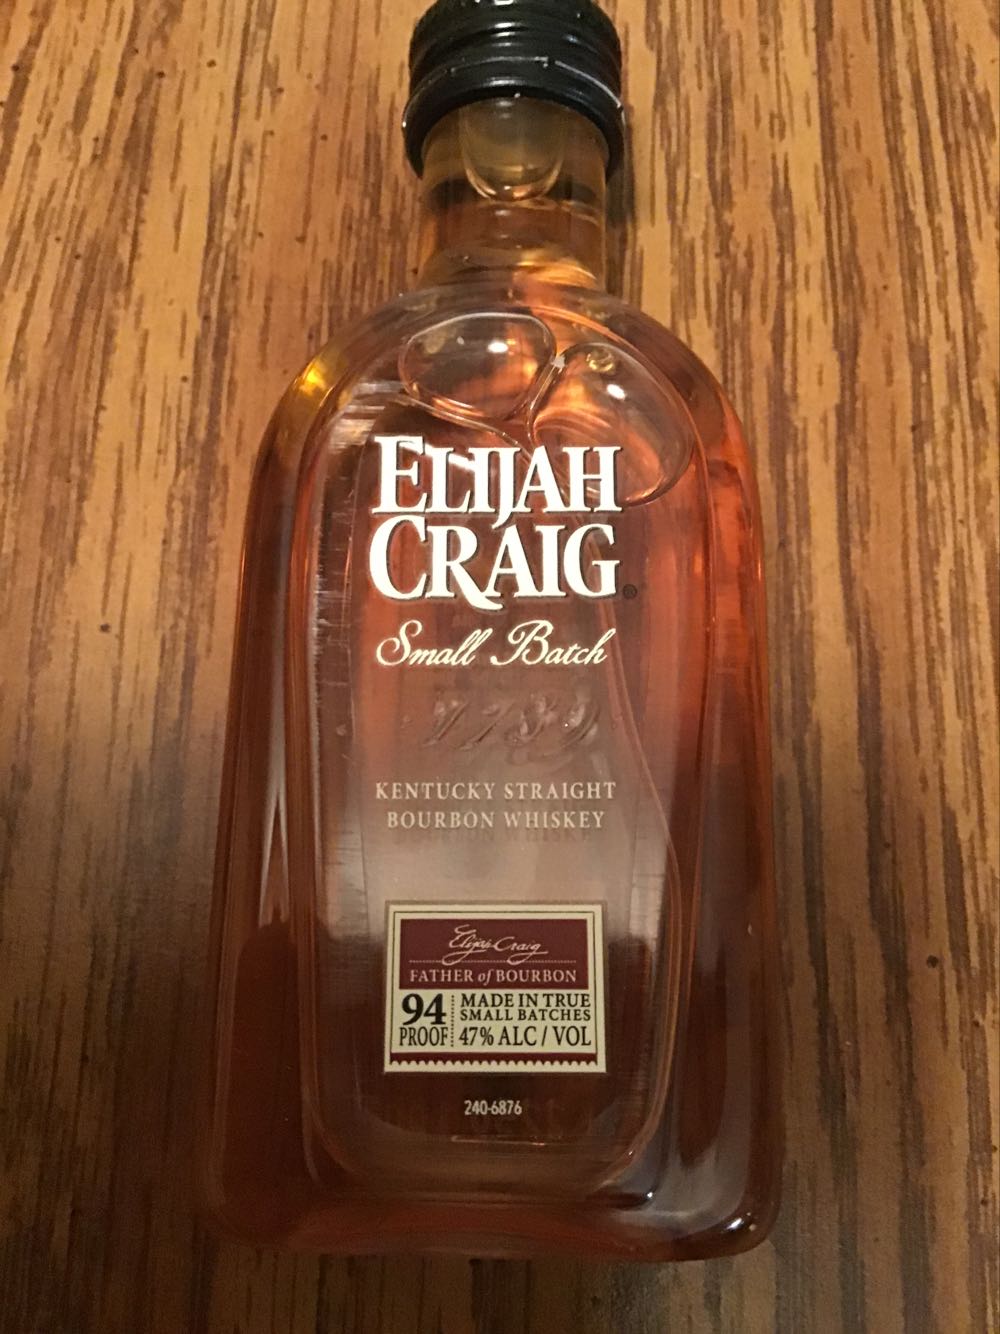 ELIJAH
CRAIG®
Small Batch
1789
KENTUCKY STRAIGHT
BOURBON WHISKEY
Elijah Craig
FATHER of BOURBON
94
PROOF
MADE IN TRUE
SMALL BATCHES
47% ALC / VOL
240-6876